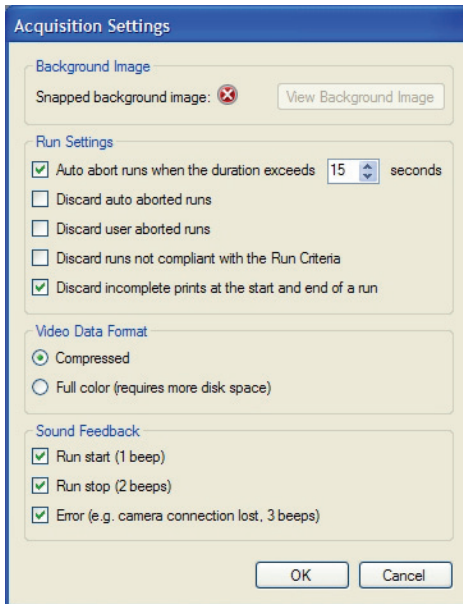 Acquisition Settings
Background Image
Snapped background image: View Background Image
Run Settings
Auto abort runs when the duration exceeds 15 seconds
Discard auto aborted runs
Discard user aborted runs
Discard runs not compliant with the Run Criteria
Discard incomplete prints at the start and end of a run
Video Data Format
Compressed
Full color (requires more disk space)
Sound Feedback
Run start (1 beep)
Run stop (2 beeps)
Error (e.g. camera connection lost, 3 beeps)
OK Cancel